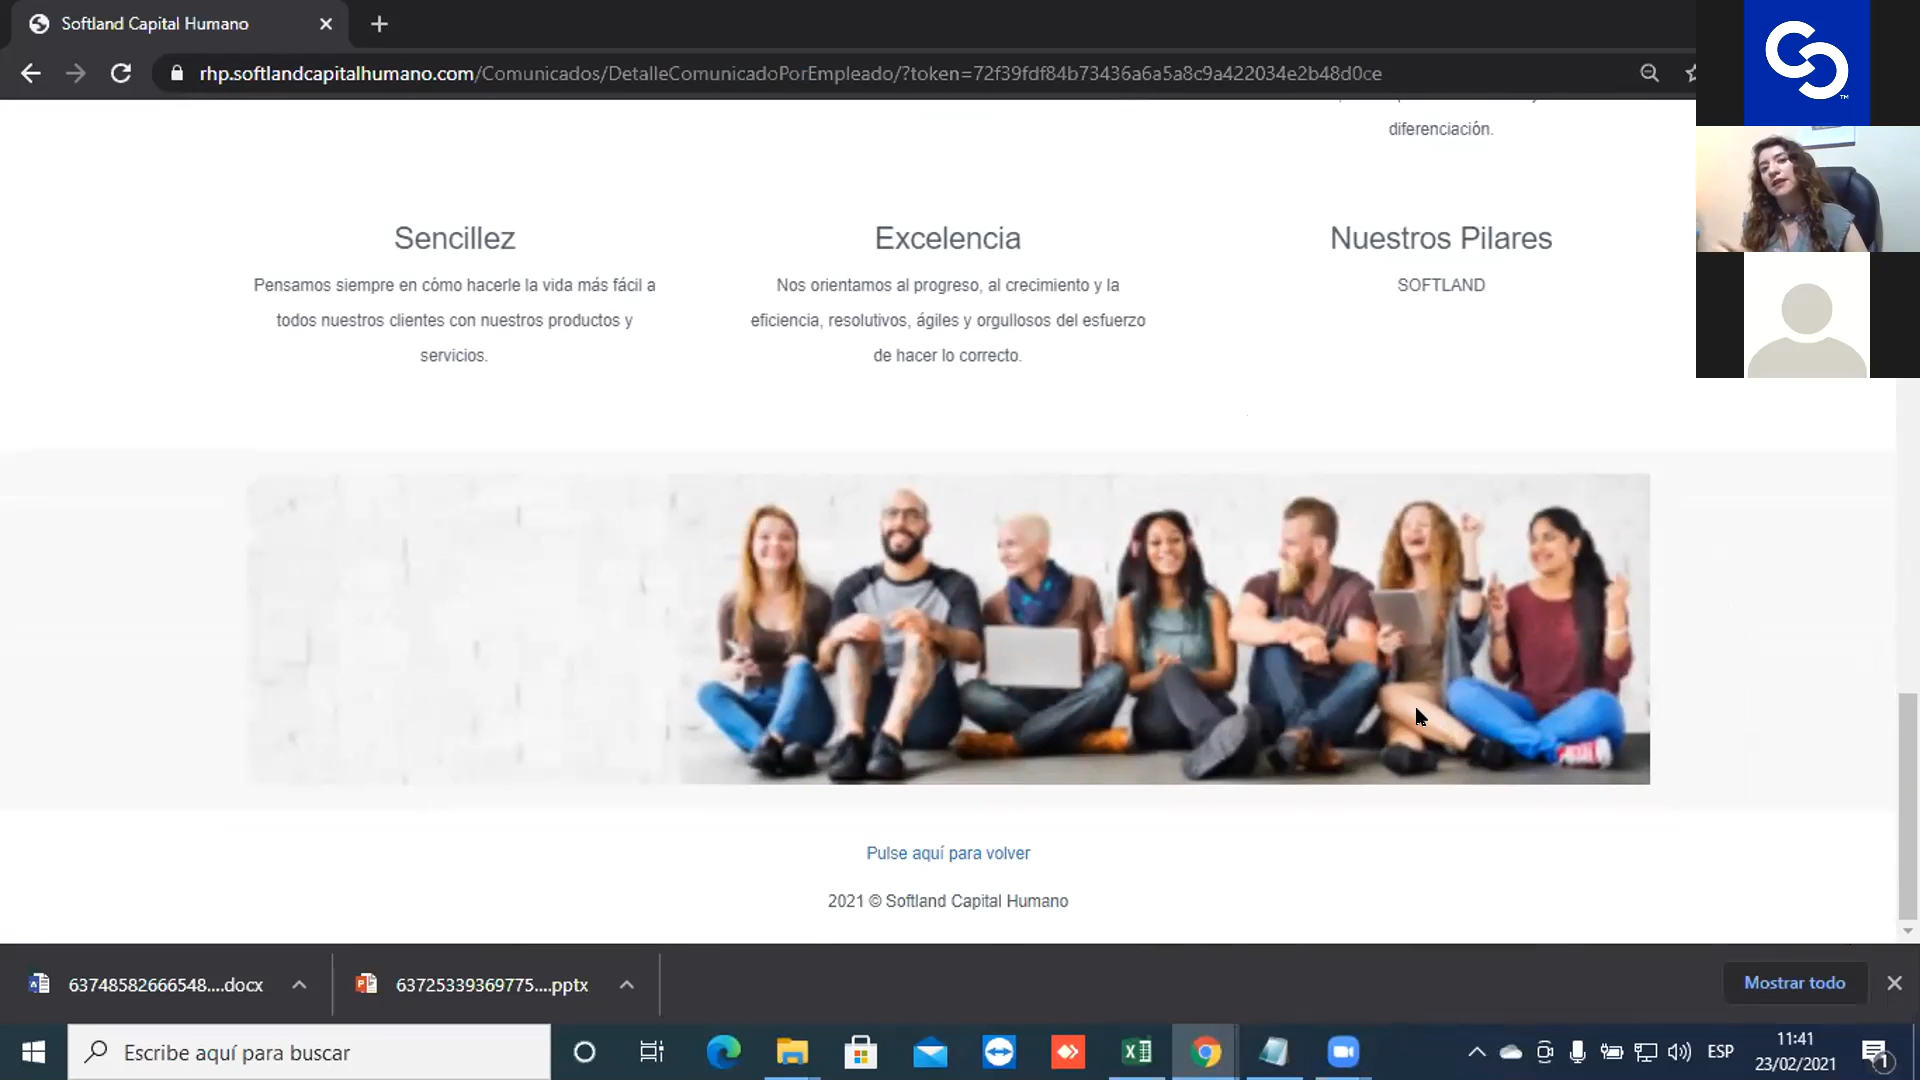 Softland Capital Humano
rhp.softlandcapitalhumano.com/Comunicados/DetalleComunicadoPorEmpleado/?token=72f39fdf84b73436a6a5a8c9a422034e2b48d0ce
diferenciación.
Sencillez
Pensamos siempre en cómo hacerle la vida más fácil a
todos nuestros clientes con nuestros productos y
servicios.
Excelencia
Nos orientamos al progreso, al crecimiento y la
eficiencia, resolutivos, ágiles y orgullosos del esfuerzo
de hacer lo correcto.
Nuestros Pilares
SOFTLAND
Pulse aquí para volver
2021 © Softland Capital Humano
63748582666548....docx
63725339369775....pptx
Mostrar todo
Escribe aquí para buscar
ESP
11:41
23/02/2021
1